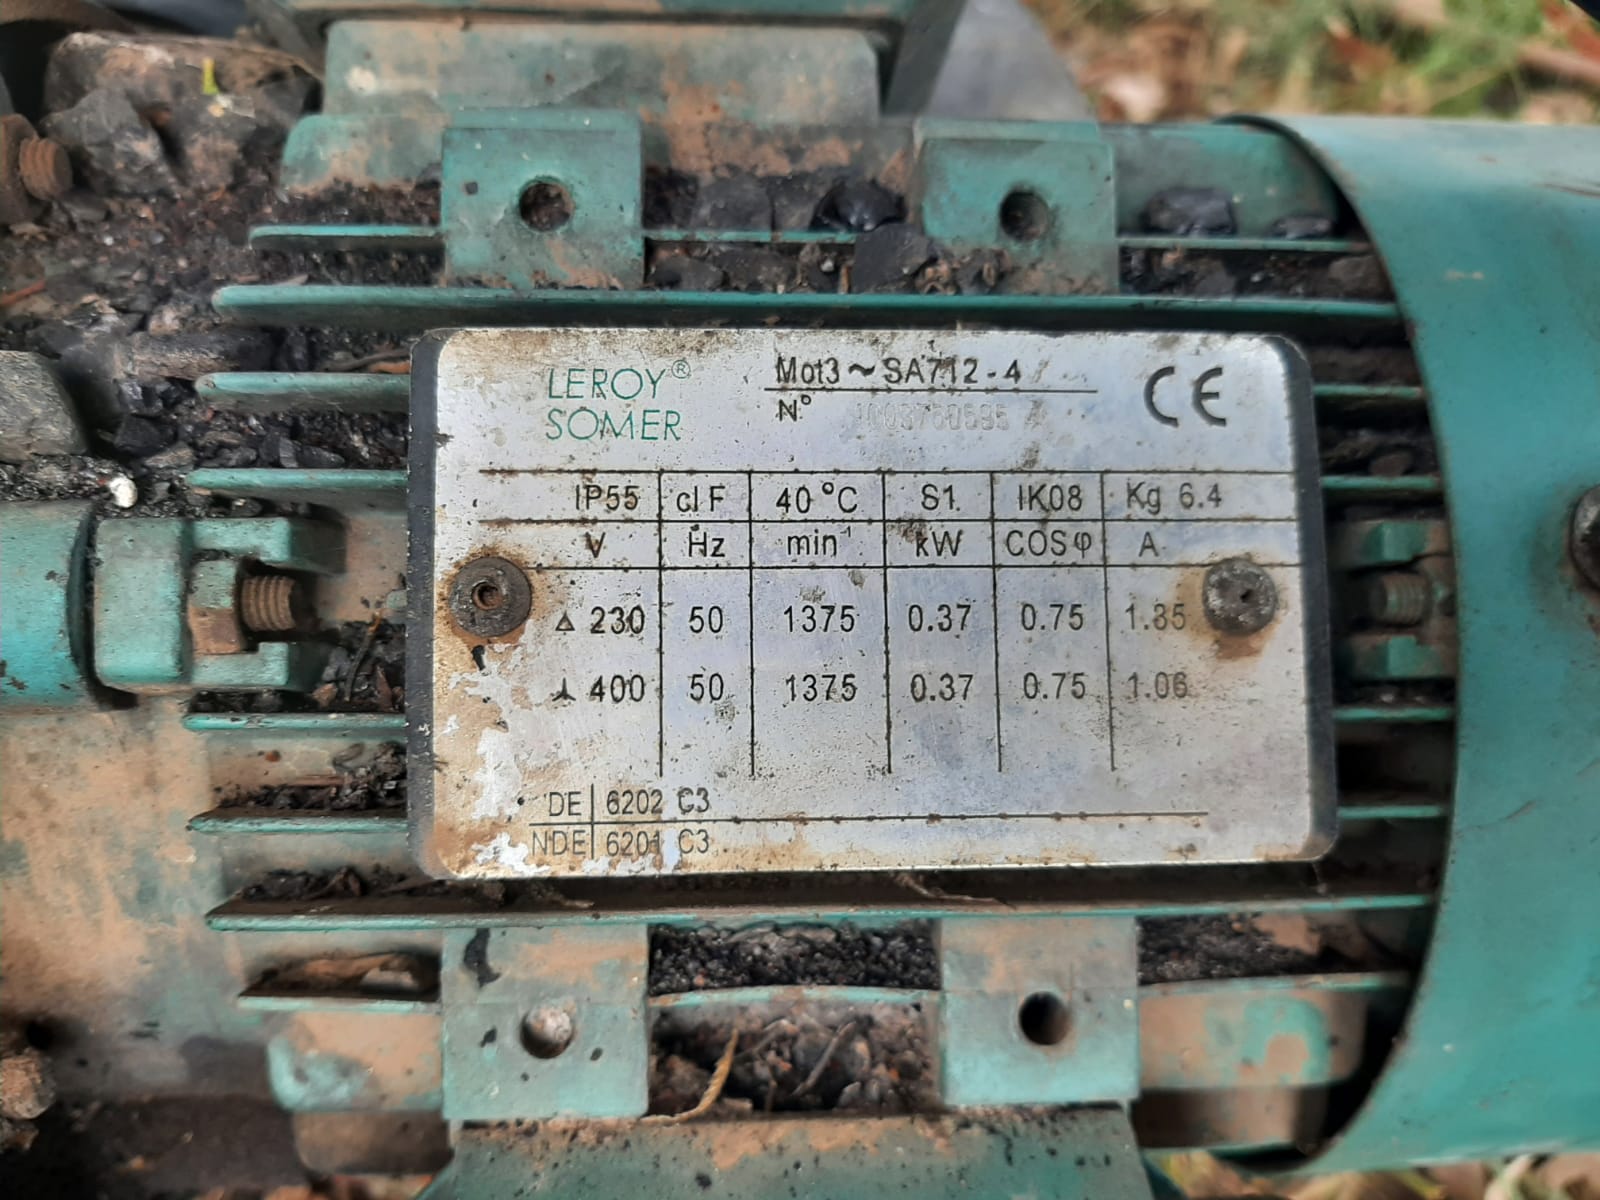 LEROY®
SOMER
Mot3~SA712-4
CE
N°
IP55 cl F 40°C S1 IK08 Kg 6.4
V Hz min-1 kW COSφ A
Δ 230 50 1375 0.37 0.75 1.85
⅄ 400 50 1375 0.37 0.75 1.06
DE 6202 C3
NDE 6201 C3